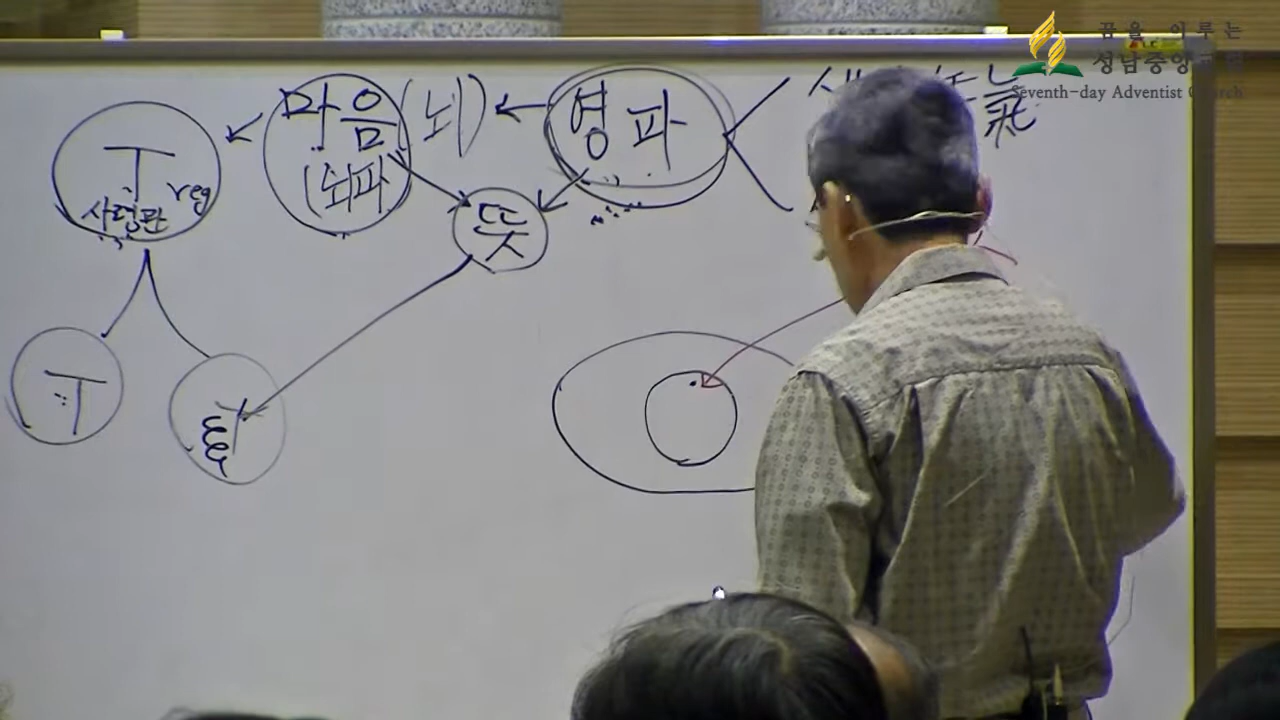 꿈을 이루는
성남중앙교회
Seventh-day Adventist Church
마음(뇌) ← 영파
(뇌파)
T
사령관 reg
뜻
T
氣